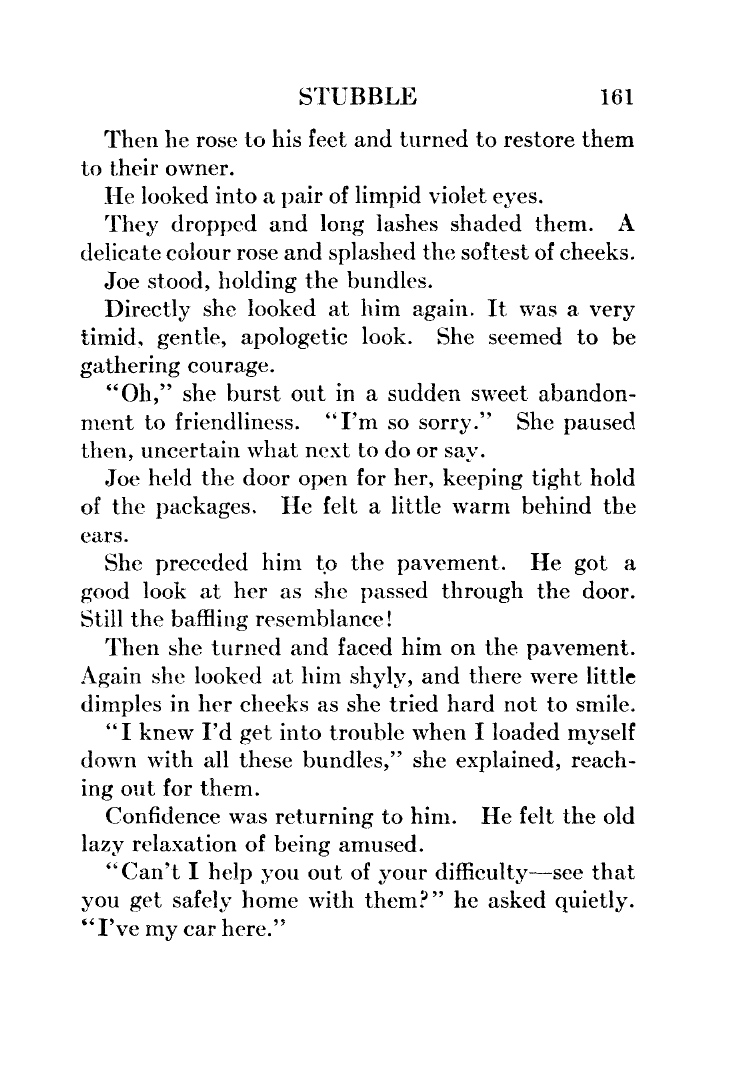 STUBBLE 161
Then he rose to his feet and turned to restore them
to their owner.
He looked into a pair of limpid violet eyes.
They dropped and long lashes shaded them. A
delicate colour rose and splashed the softest of cheeks.
Joe stood, holding the bundles.
Directly she looked at him again. It was a very
timid, gentle, apologetic look. She seemed to be
gathering courage.
“Oh,” she burst out in a sudden sweet abandon-
ment to friendliness. “I’m so sorry.” She paused
then, uncertain what next to do or say.
Joe held the door open for her, keeping tight hold
of the packages. He felt a little warm behind the
ears.
She preceded him to the pavement. He got a
good look at her as she passed through the door.
Still the baffling resemblance!
Then she turned and faced him on the pavement.
Again she looked at him shyly, and there were little
dimples in her cheeks as she tried hard not to smile.
“I knew I’d get into trouble when I loaded myself
down with all these bundles,” she explained, reach-
ing out for them.
Confidence was returning to him. He felt the old
lazy relaxation of being amused.
“Can’t I help you out of your difficulty—see that
you get safely home with them?” he asked quietly.
“I’ve my car here.”